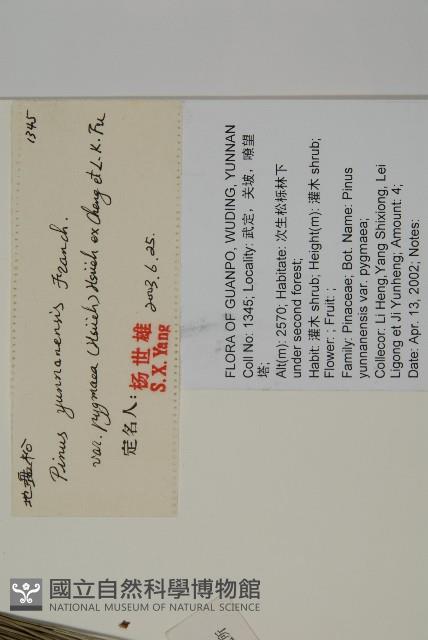 1345
地盘松
Pinus yunnanensis Franch.
var. pygmaea (Hsüeh) Hsüeh ex Cheng et L.K.Fu
定名人: 杨世雄 2003.6.25.
S.X.Yang
FLORA OF GUANPO, WUDING, YUNNAN
Coll No: 1345; Locality: 武定，关坡，嘹望
塔;
Alt(m): 2570; Habitate: 次生松栎林下
under second forest;
Habit: 灌木 shrub; Height(m): 灌木 shrub;
Flower: ; Fruit: ;
Family: Pinaceae; Bot. Name: Pinus
yunnanensis var. pygmaea;
Collecor: Li Heng,Yang Shixiong, Lei
Ligong et Ji Yunheng; Amount: 4;
Date: Apr. 13, 2002; Notes:
國立自然科學博物館
NATIONAL MUSEUM OF NATURAL SCIENCE